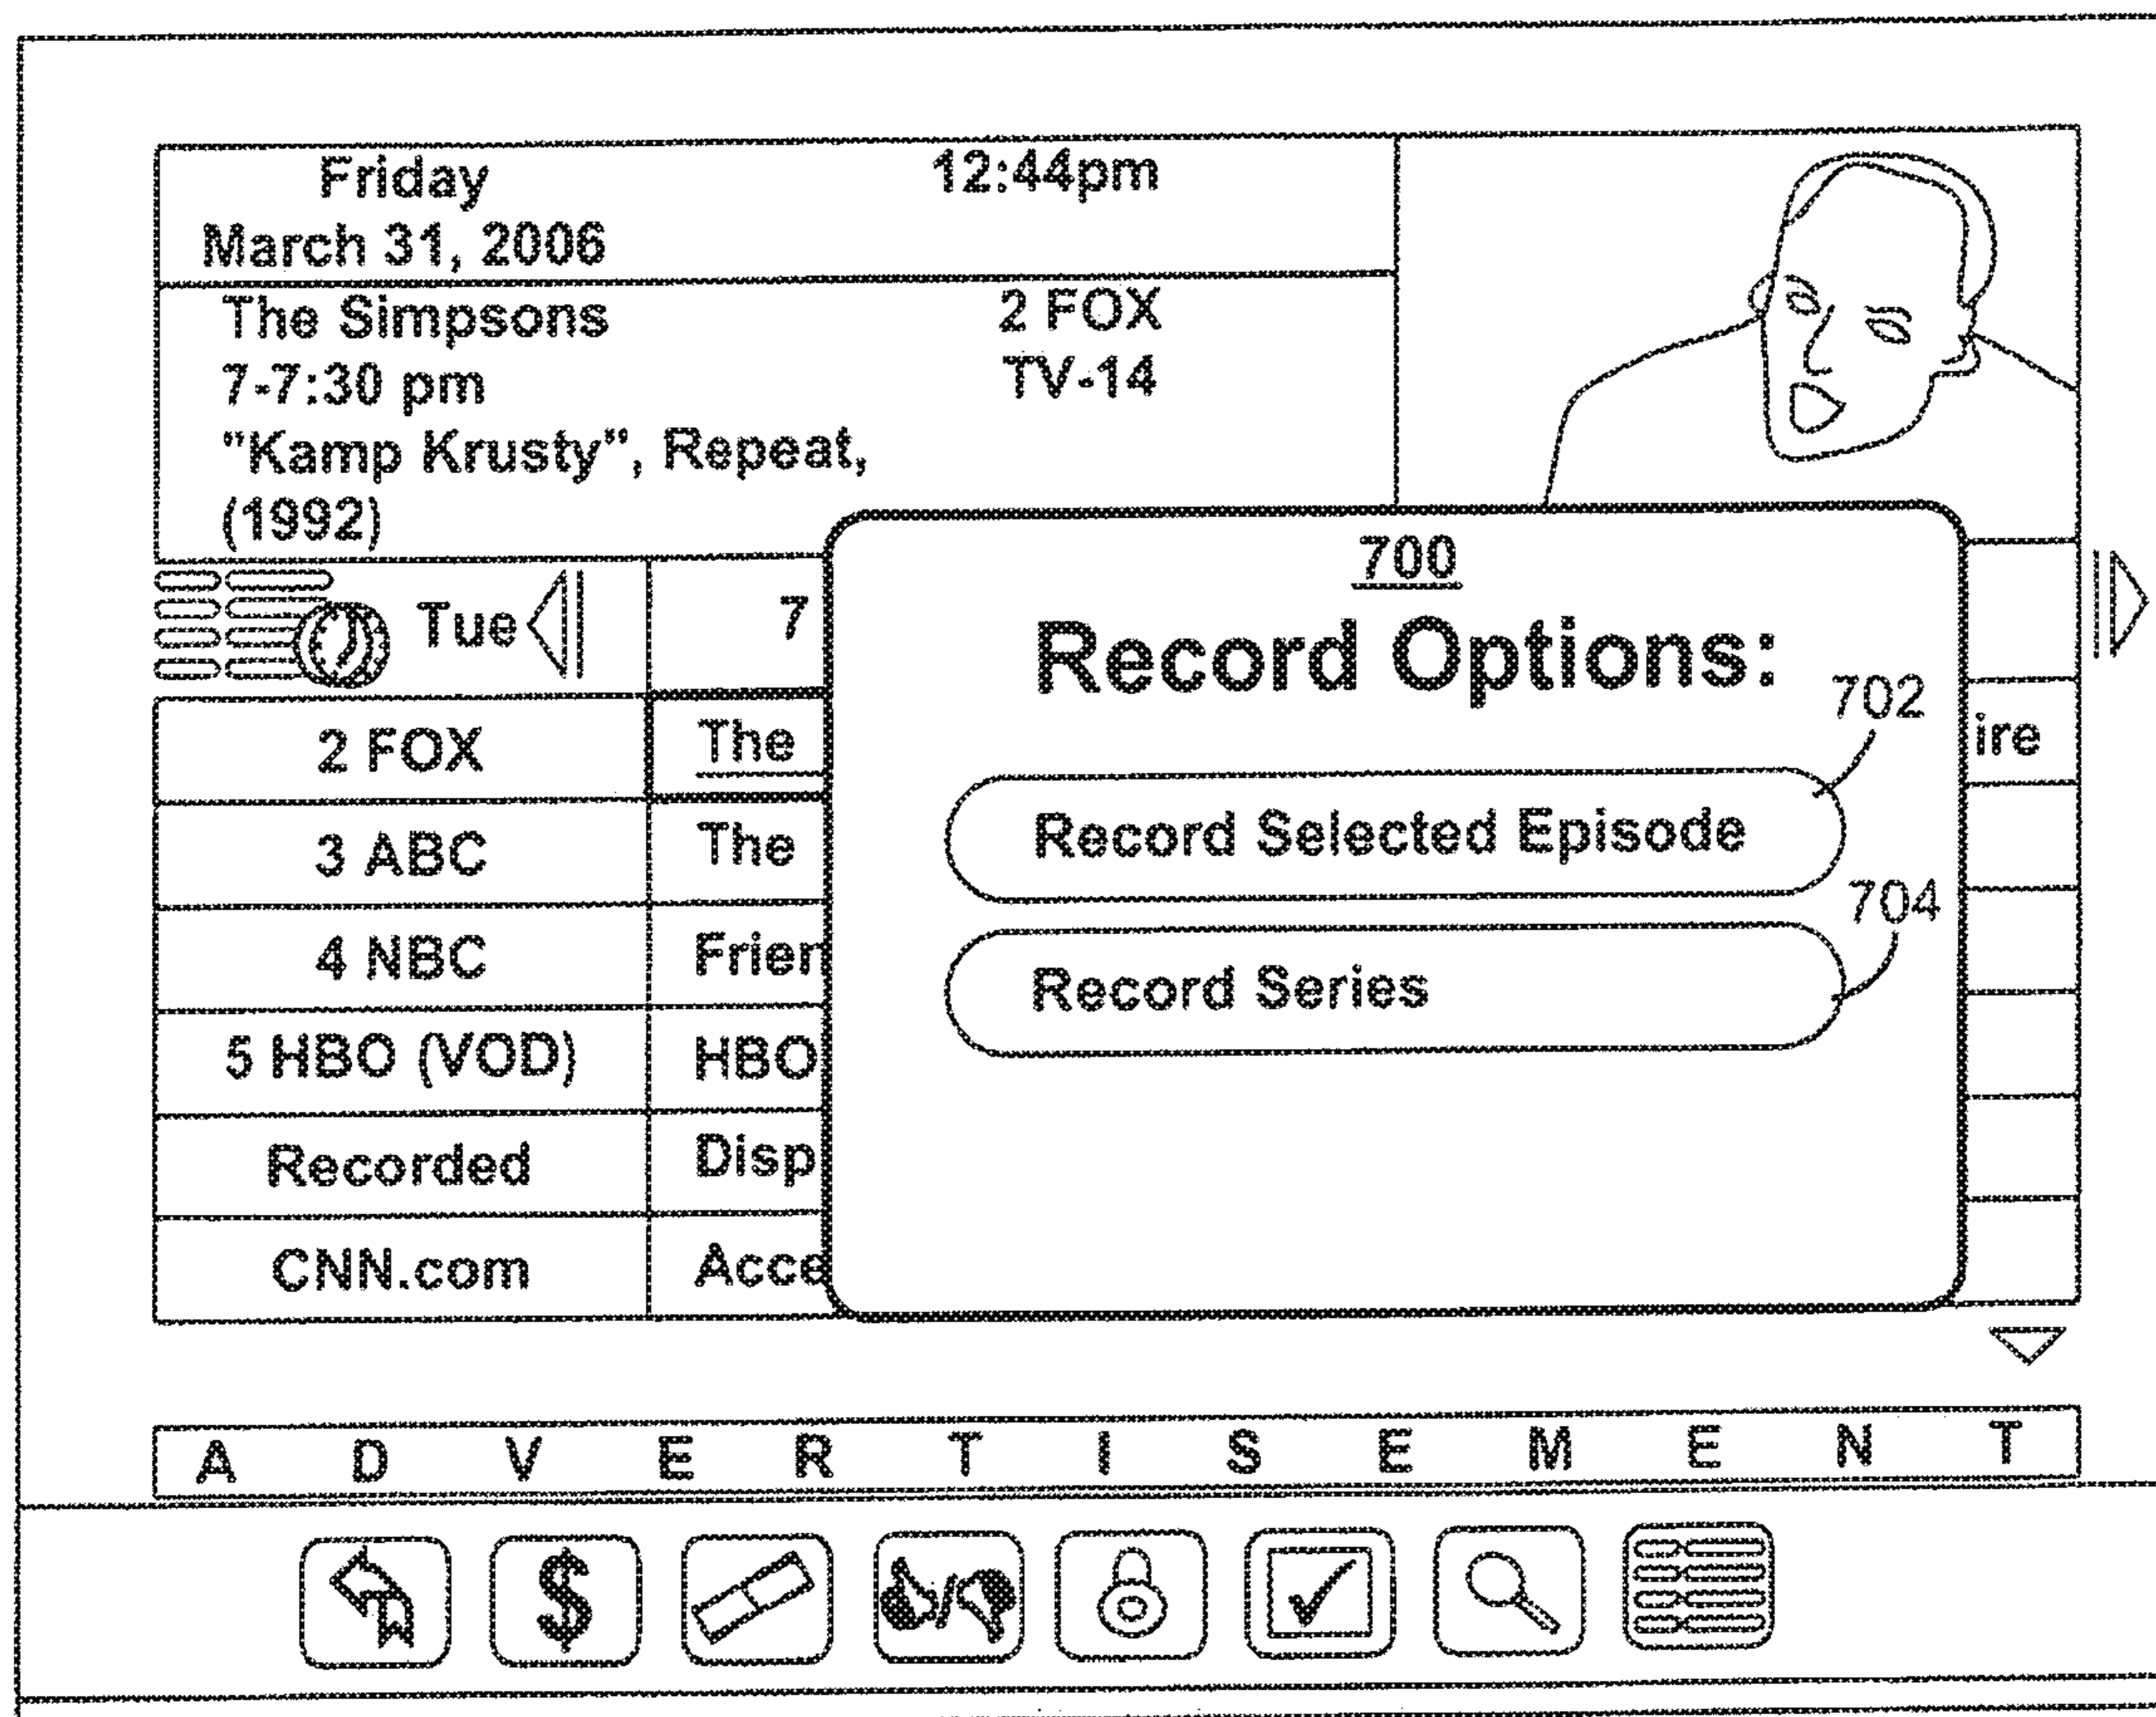 Friday 12:44pm
March 31, 2006
The Simpsons 2 FOX
7-7:30 pm TV-14
"Kamp Krusty", Repeat,
(1992)
700
Tue 7
Record Options:
702
2 FOX The ire
Record Selected Episode
3 ABC The
704
4 NBC Frien
Record Series
5 HBO (VOD) HBO
Recorded Disp
CNN.com Acce
A D V E R T I S E M E N T
$